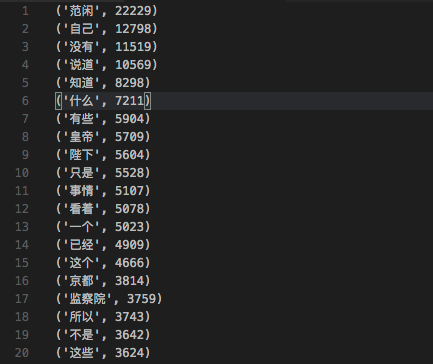 1 ('范闲', 22229)
2 ('自己', 12798)
3 ('没有', 11519)
4 ('说道', 10569)
5 ('知道', 8298)
6 ('什么', 7211)
7 ('有些', 5904)
8 ('皇帝', 5709)
9 ('陛下', 5604)
10 ('只是', 5528)
11 ('事情', 5107)
12 ('看着', 5078)
13 ('一个', 5023)
14 ('已经', 4909)
15 ('这个', 4666)
16 ('京都', 3814)
17 ('监察院', 3759)
18 ('所以', 3743)
19 ('不是', 3642)
20 ('这些', 3624)